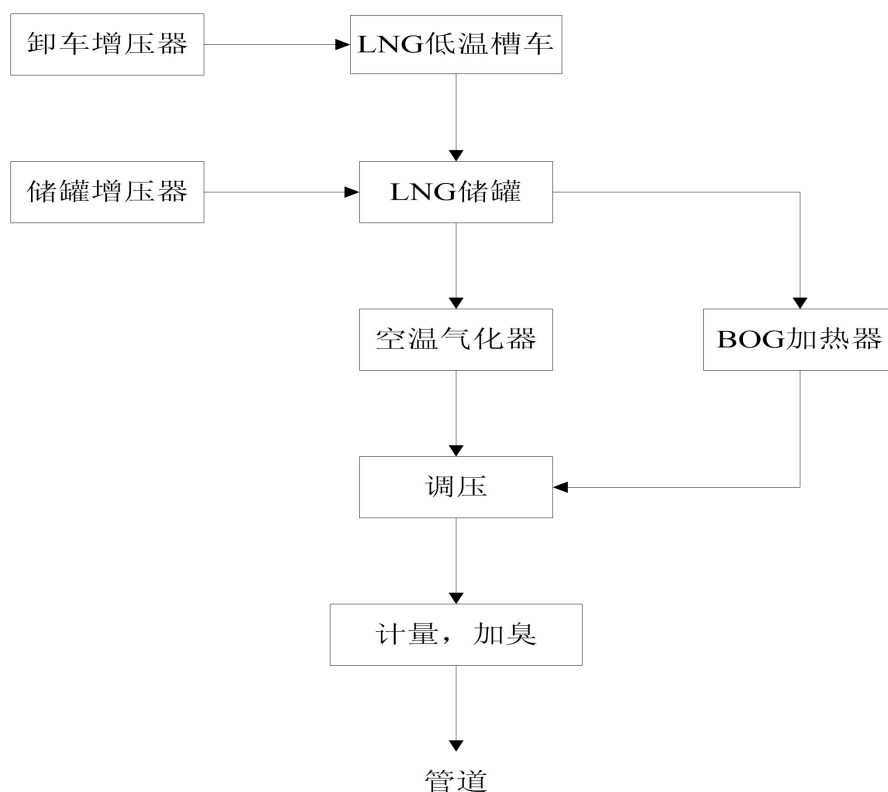 卸车增压器
LNG低温槽车
储罐增压器
LNG储罐
空温气化器
BOG加热器
调压
计量，加臭
管道